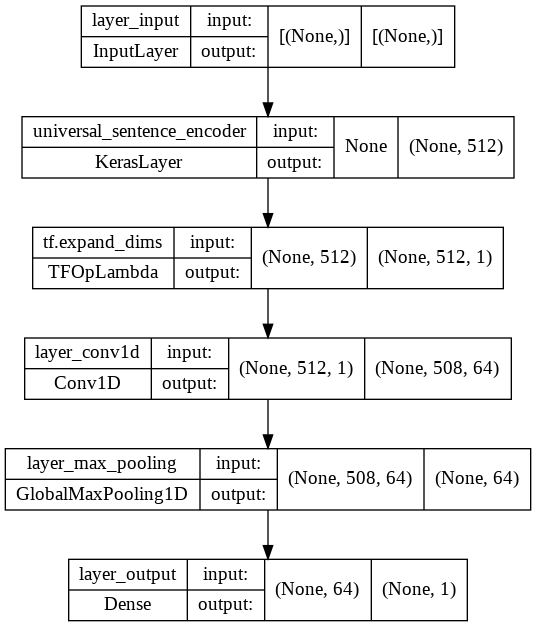 layer_input input: [(None,)] [(None,)]
InputLayer output:
universal_sentence_encoder input: None (None, 512)
KerasLayer output:
tf.expand_dims input: (None, 512) (None, 512, 1)
TFOpLambda output:
layer_conv1d input: (None, 512, 1) (None, 508, 64)
Conv1D output:
layer_max_pooling input: (None, 508, 64) (None, 64)
GlobalMaxPooling1D output:
layer_output input: (None, 64) (None, 1)
Dense output: